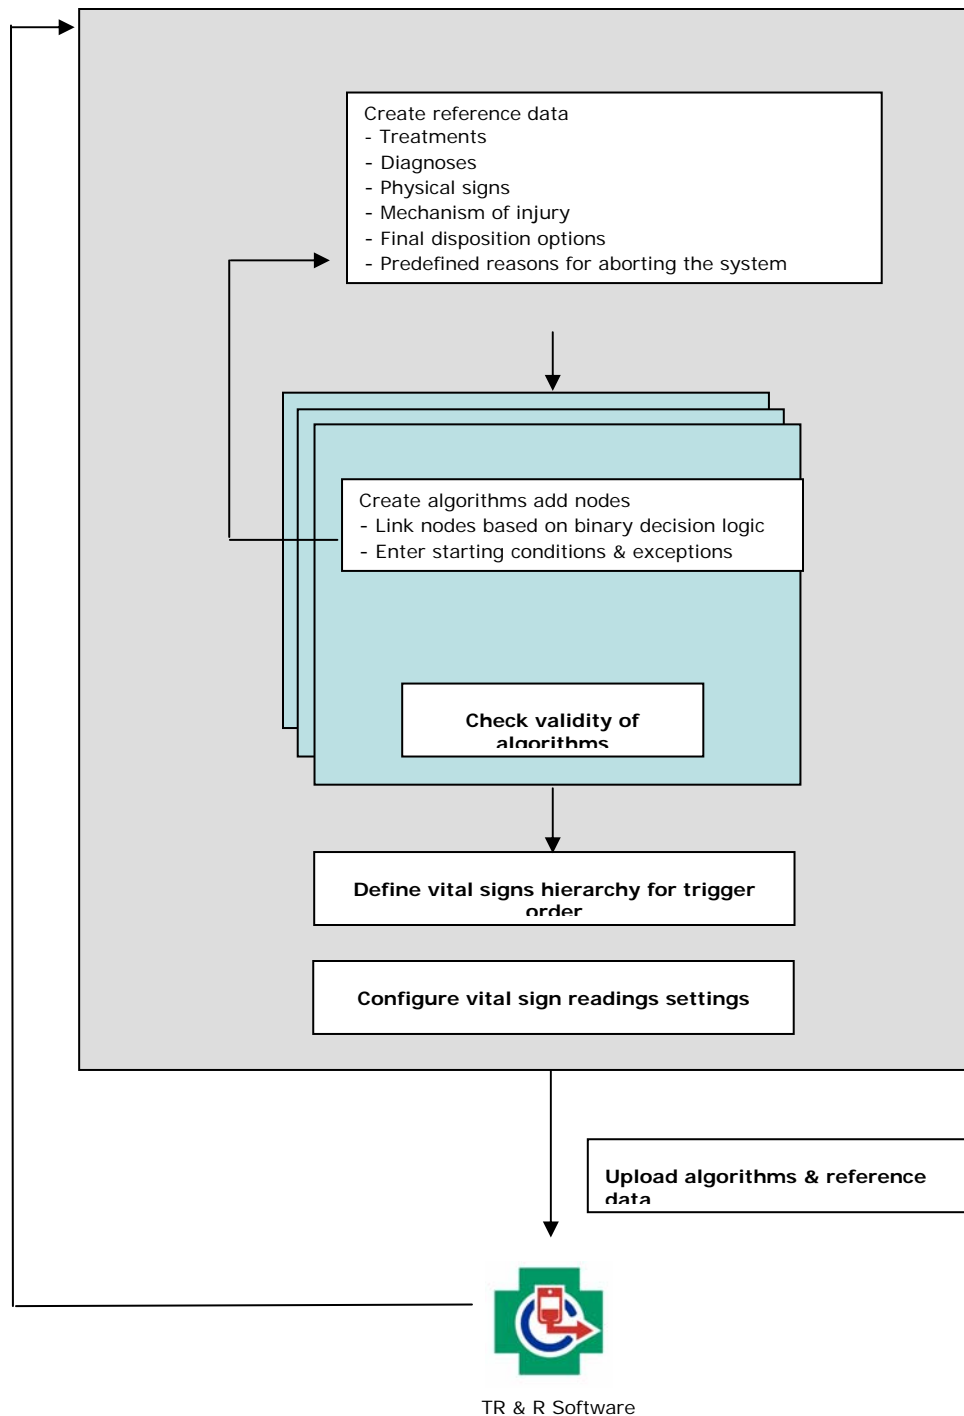 Create reference data
- Treatments
- Diagnoses
- Physical signs
- Mechanism of injury
- Final disposition options
- Predefined reasons for aborting the system
Create algorithms add nodes
- Link nodes based on binary decision logic
- Enter starting conditions & exceptions
Check validity of
algorithms
Define vital signs hierarchy for trigger
order
Configure vital sign readings settings
Upload algorithms & reference
data
TR & R Software